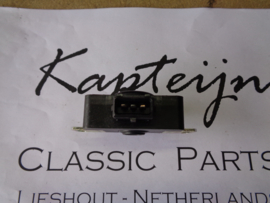 Kapteijn
CLASSIC PARTS
LIESHOUT - NETHERLAND